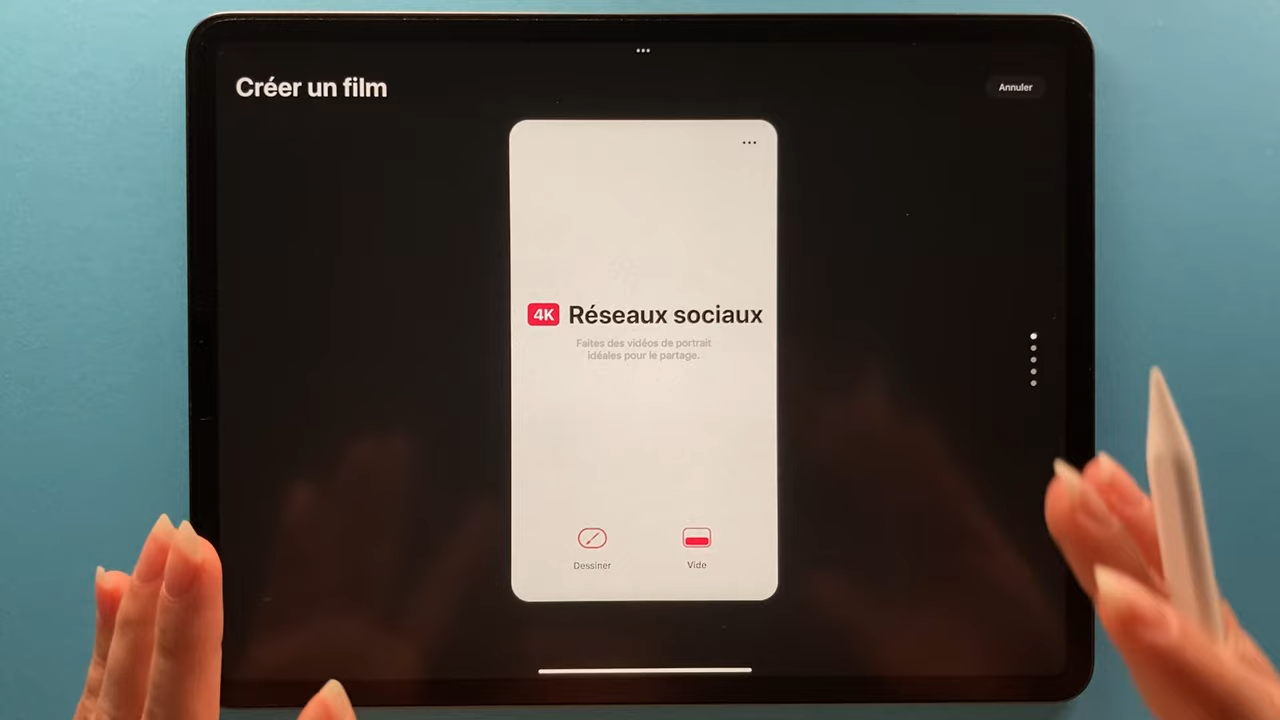 Créer un film
Annuler
4K Réseaux sociaux
Faites des vidéos de portrait
idéales pour le partage.
Dessiner
Vide